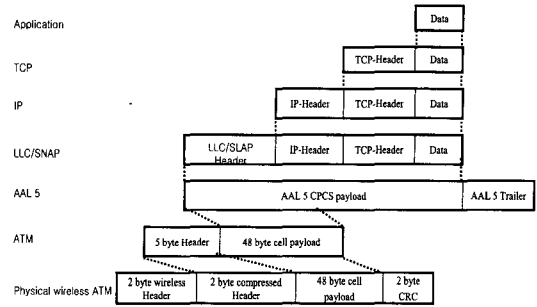 Application
Data
TCP
TCP-Header
Data
IP
IP-Header
TCP-Header
Data
LLC/SNAP
LLC/SLAP
Header
IP-Header
TCP-Header
Data
AAL 5
AAL 5 CPCS payload
AAL 5 Trailer
ATM
5 byte Header
48 byte cell payload
Physical wireless ATM
2 byte wireless
Header
2 byte compressed
Header
48 byte cell
payload
2 byte
CRC